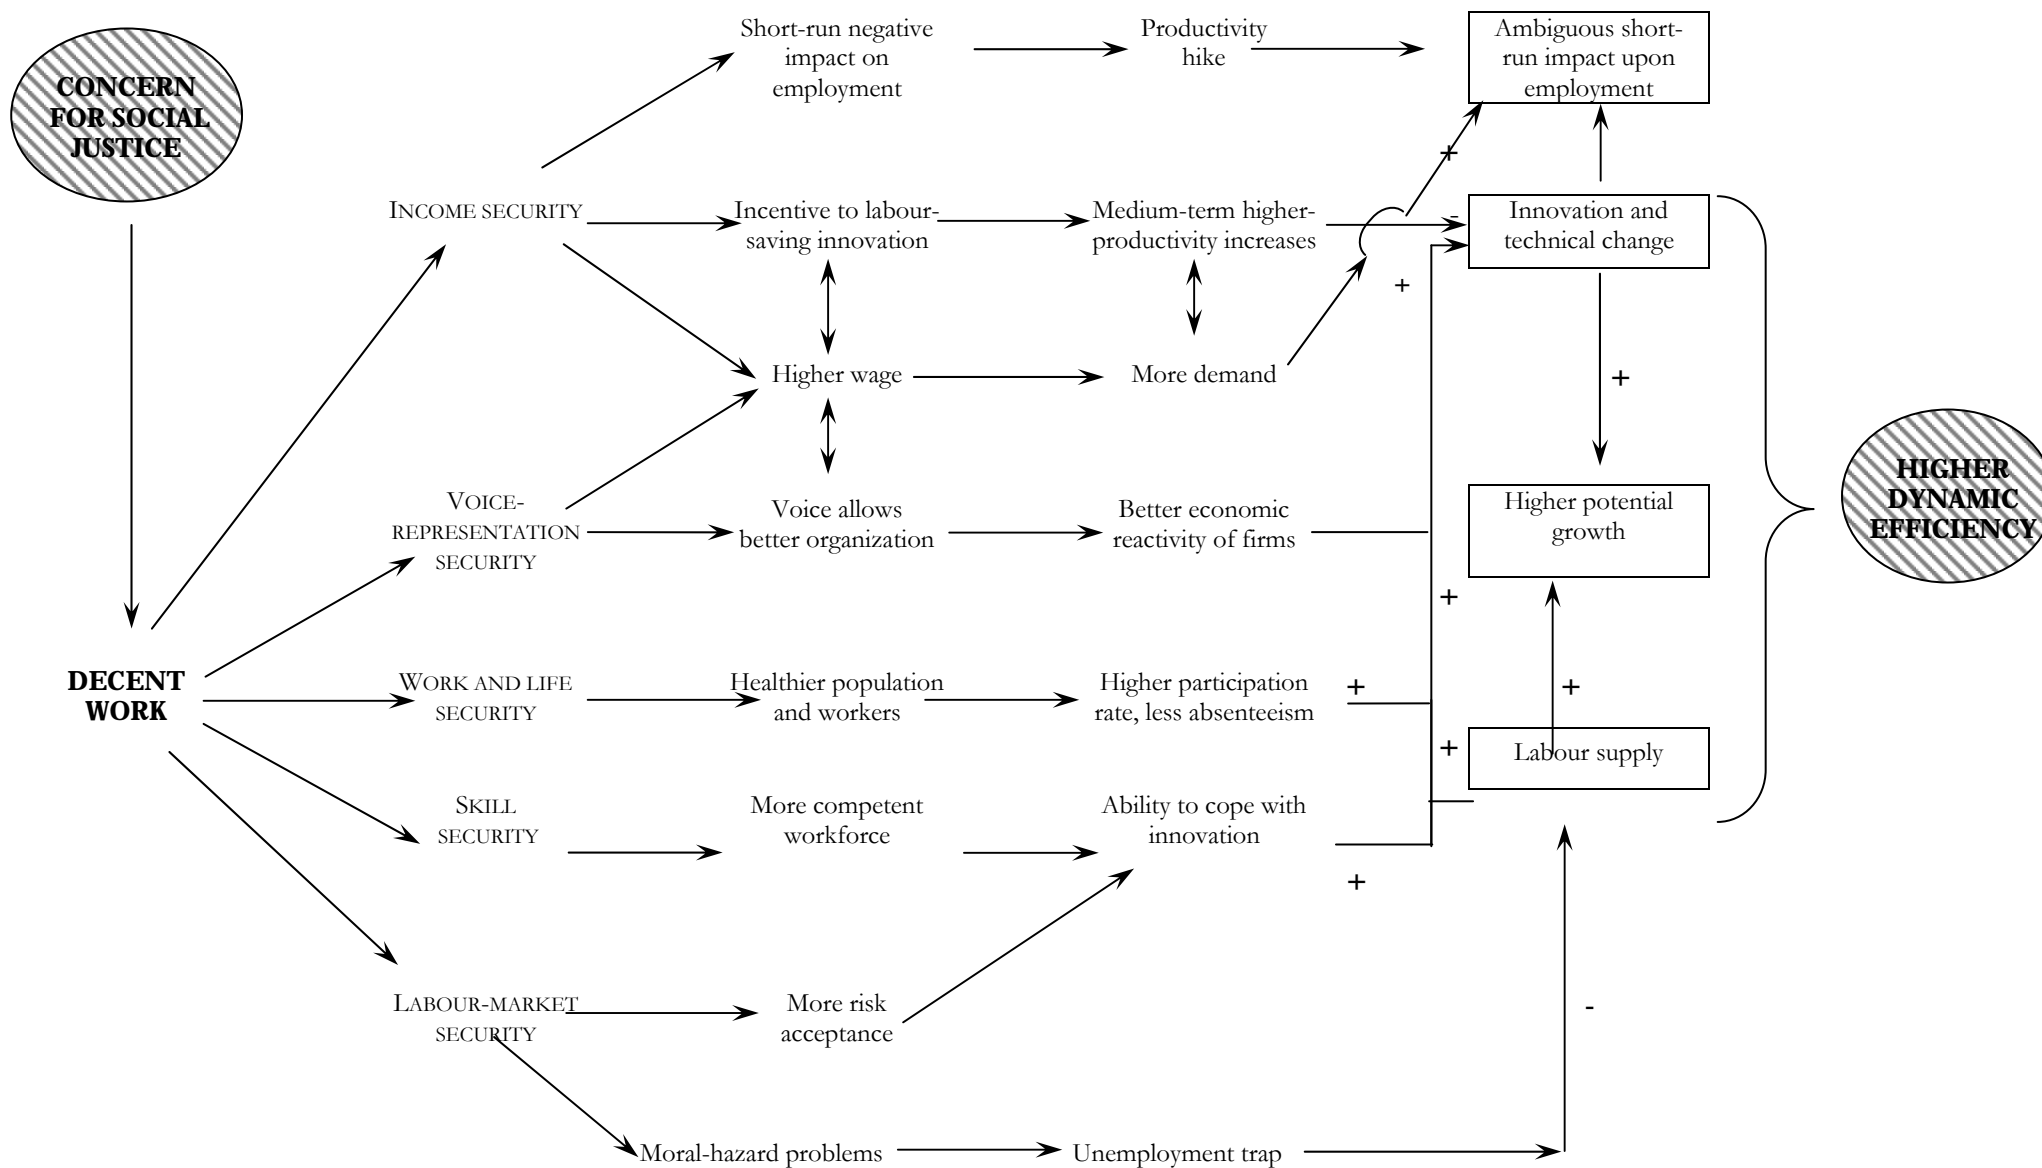 CONCERN
FOR SOCIAL
JUSTICE
DECENT
WORK
INCOME SECURITY
VOICE-
REPRESENTATION
SECURITY
WORK AND LIFE
SECURITY
SKILL
SECURITY
LABOUR-MARKET
SECURITY
Short-run negative
impact on
employment
Incentive to labour-
saving innovation
Higher wage
Voice allows
better organization
Healthier population
and workers
More competent
workforce
More risk
acceptance
Moral-hazard problems
Productivity
hike
Medium-term higher-
productivity increases
More demand
Better economic
reactivity of firms
Higher participation
rate, less absenteeism
Ability to cope with
innovation
Unemployment trap
+
-
+
+
+
+
+
Ambiguous short-
run impact upon
employment
Innovation and
technical change
+
Higher potential
growth
+
Labour supply
-
HIGHER
DYNAMIC
EFFICIENCY